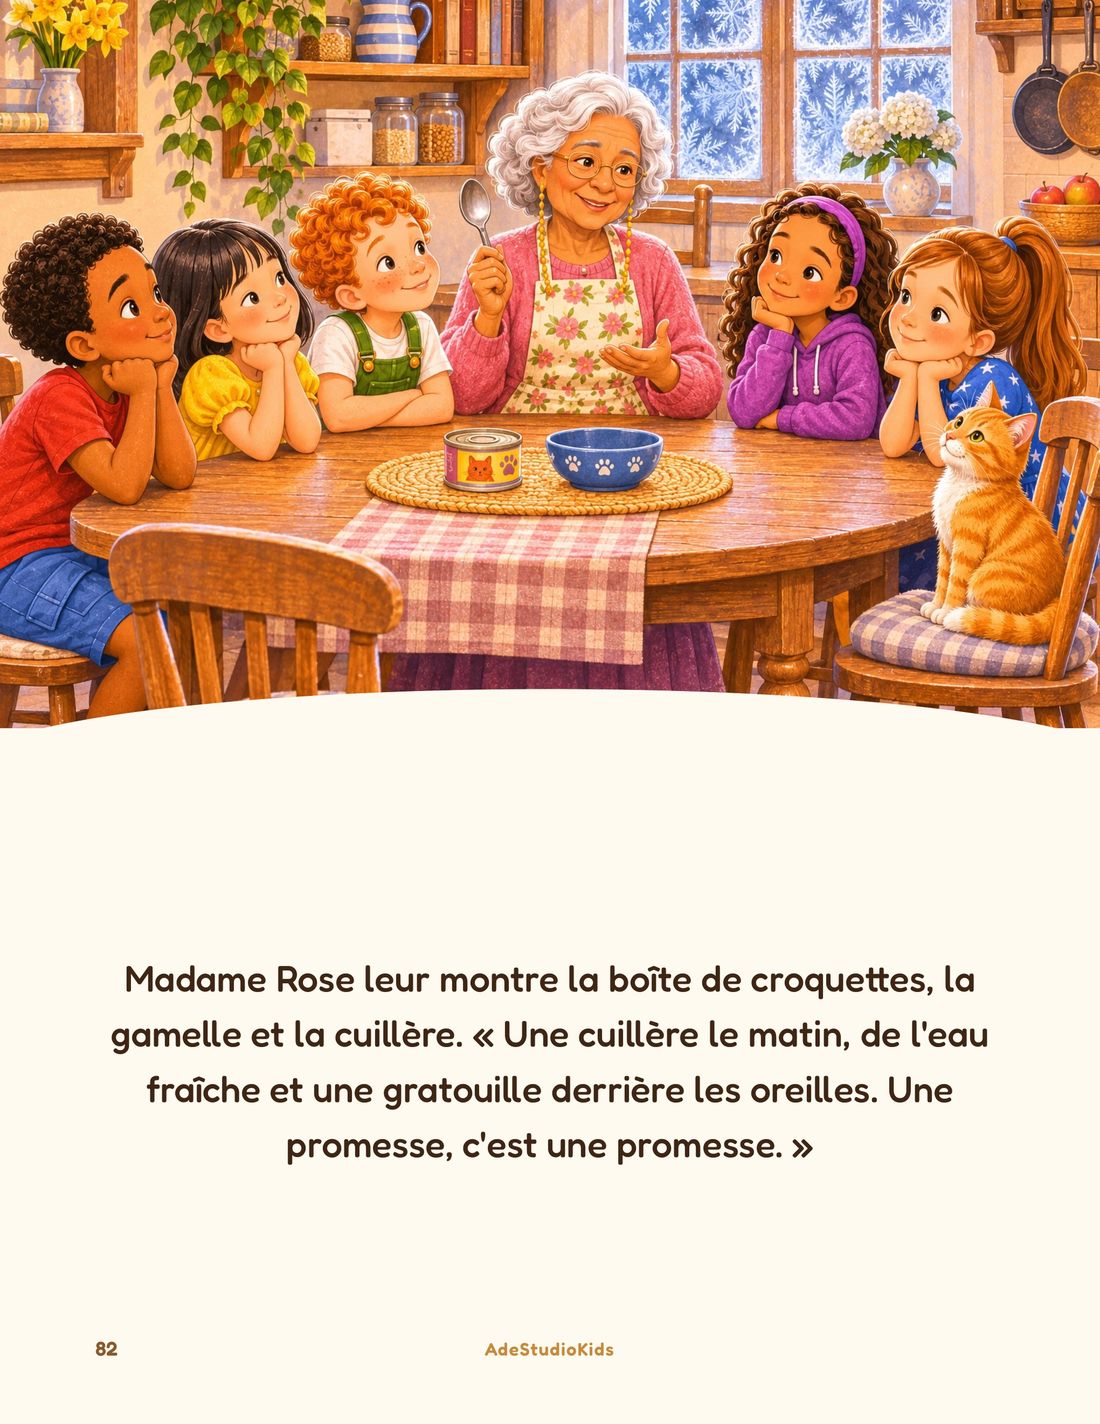 Madame Rose leur montre la boîte de croquettes, la
gamelle et la cuillère. « Une cuillère le matin, de l'eau
fraîche et une gratouille derrière les oreilles. Une
promesse, c'est une promesse. »
82
AdeStudioKids